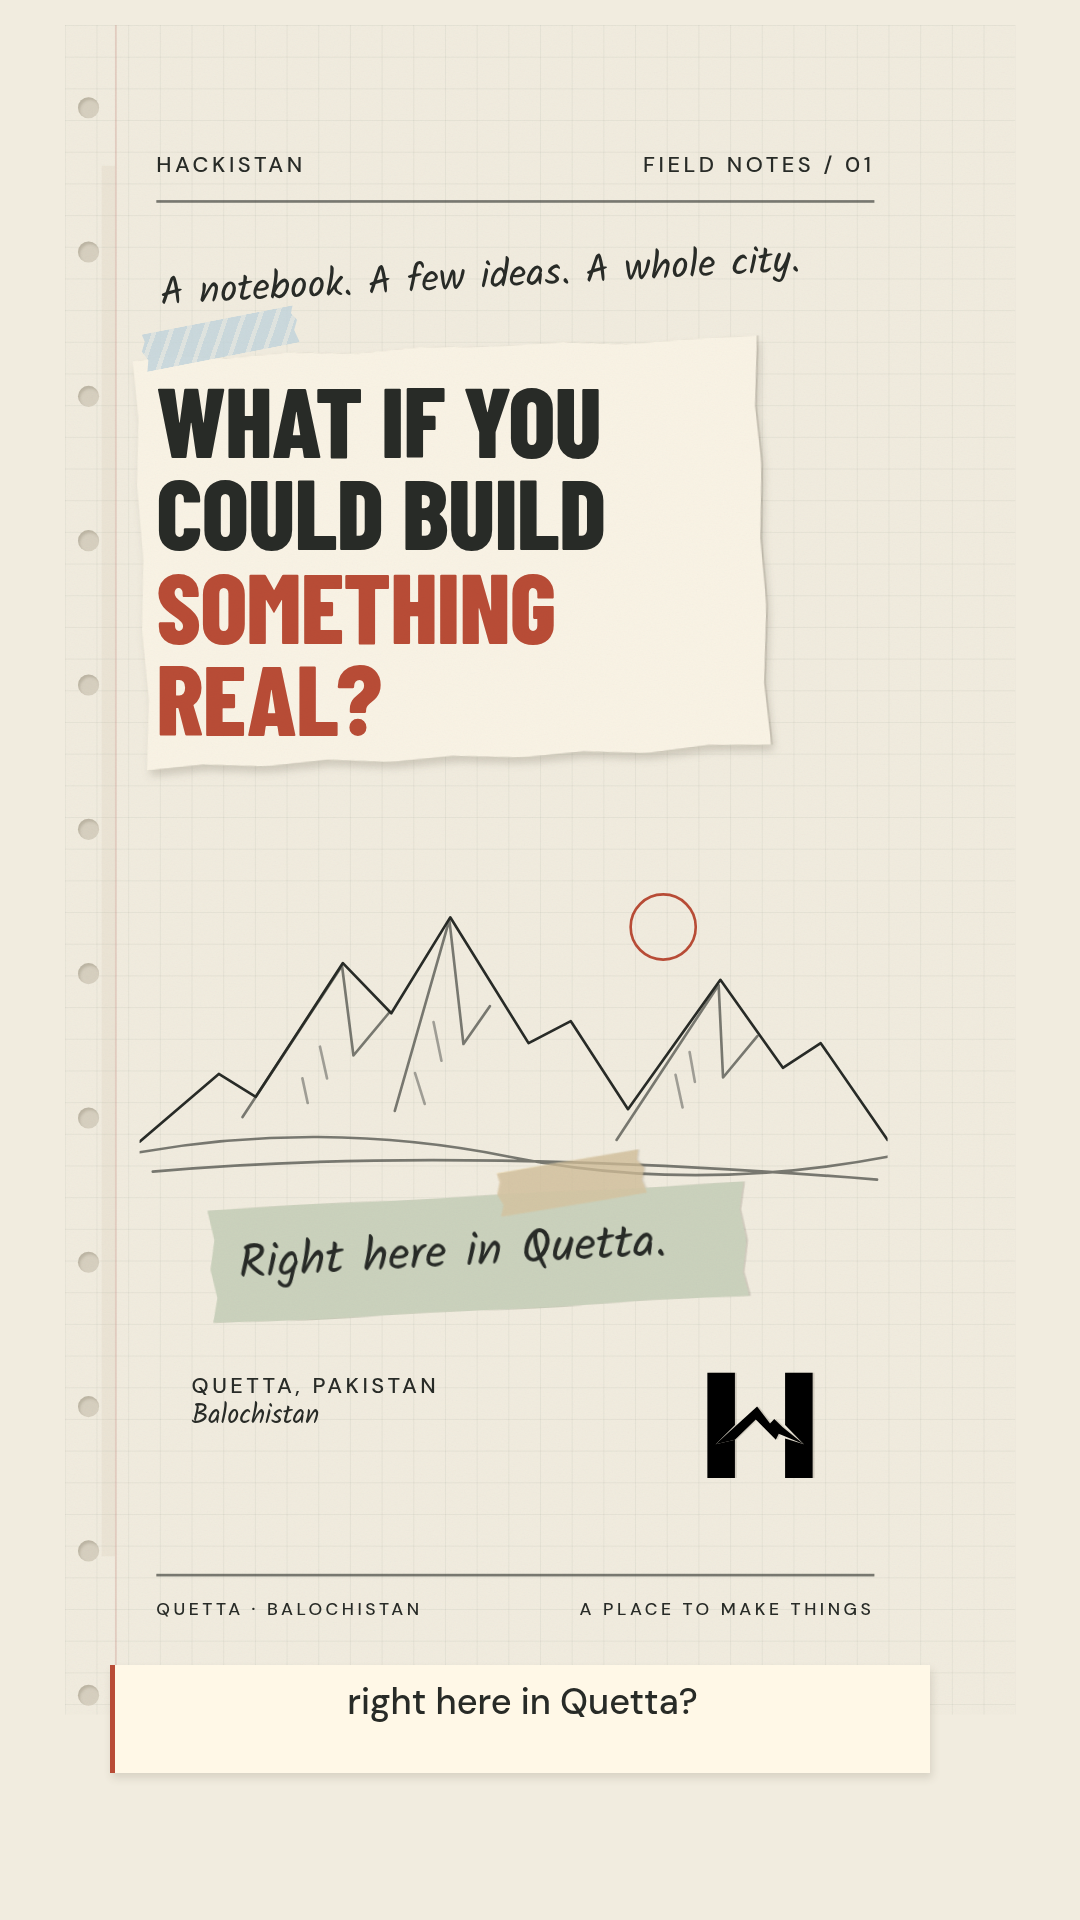 HACKISTAN
FIELD NOTES / 01
A notebook. A few ideas. A whole city.
WHAT IF YOU
COULD BUILD
SOMETHING
REAL?
Right here in Quetta.
QUETTA, PAKISTAN
Balochistan
H
QUETTA · BALOCHISTAN
A PLACE TO MAKE THINGS
right here in Quetta?